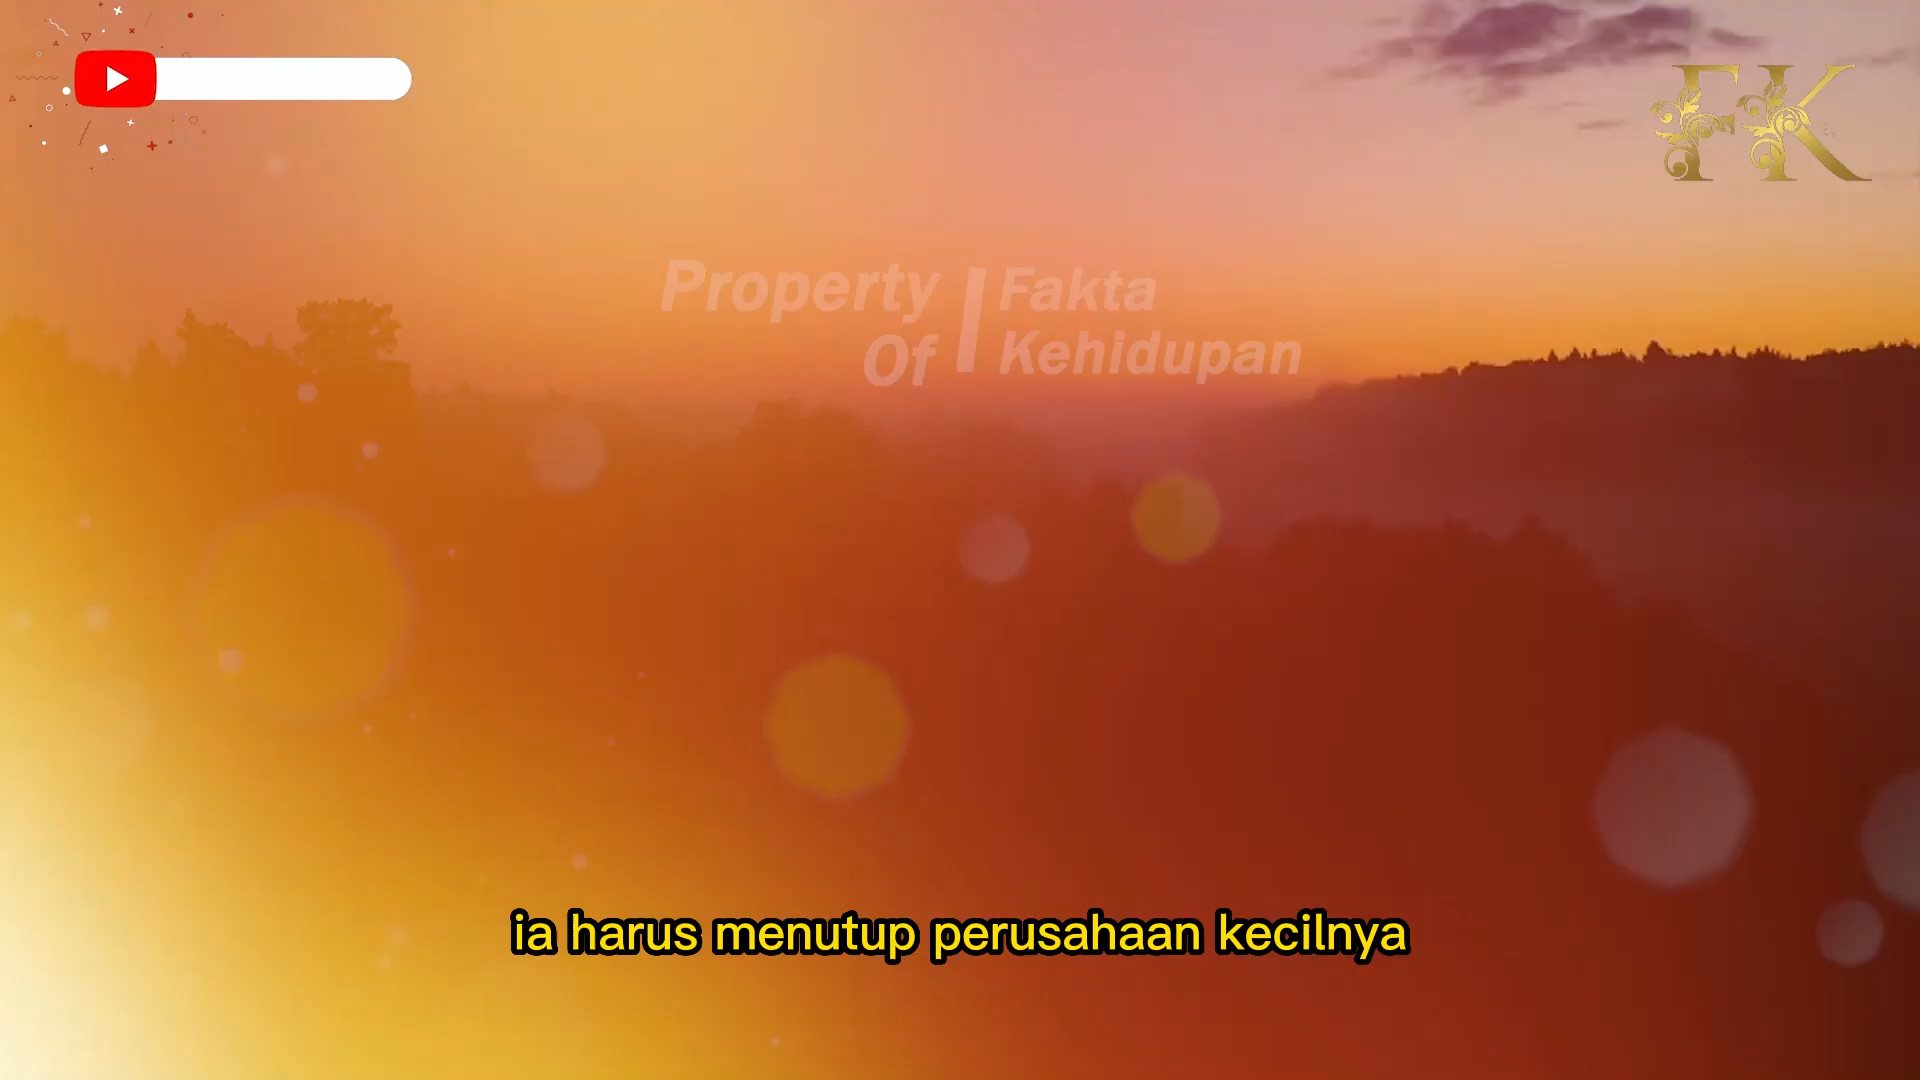 FK
Property
Of
Fakta
Kehidupan
ia harus menutup perusahaan kecilnya